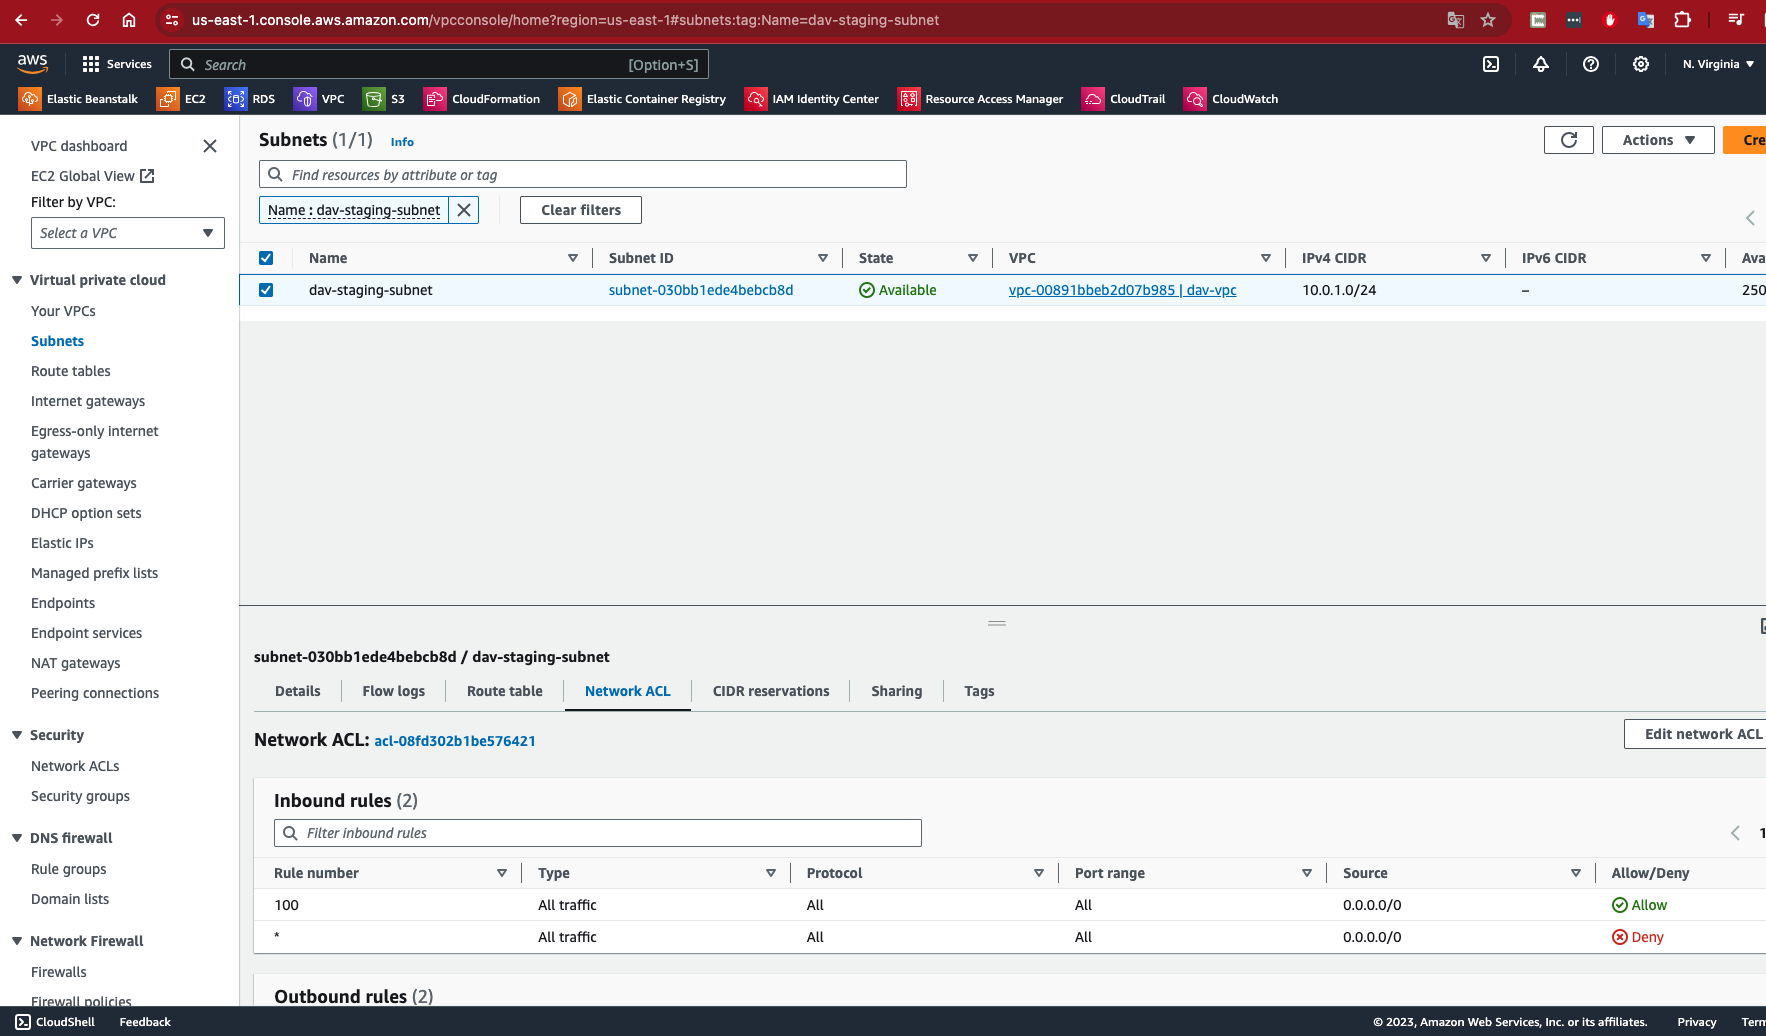 us-east-1.console.aws.amazon.com/vpcconsole/home?region=us-east-1#subnets:tag:Name=dav-staging-subnet
aws Services Search [Option+S] N. Virginia
Elastic Beanstalk EC2 RDS VPC S3 CloudFormation Elastic Container Registry IAM Identity Center Resource Access Manager CloudTrail CloudWatch
VPC dashboard
EC2 Global View
Filter by VPC:
Select a VPC
Virtual private cloud
Your VPCs
Subnets
Route tables
Internet gateways
Egress-only internet
gateways
Carrier gateways
DHCP option sets
Elastic IPs
Managed prefix lists
Endpoints
Endpoint services
NAT gateways
Peering connections
Security
Network ACLs
Security groups
DNS firewall
Rule groups
Domain lists
Network Firewall
Firewalls
Firewall policies
Subnets (1/1) Info
Actions Cre
Find resources by attribute or tag
Name : dav-staging-subnet Clear filters
Name Subnet ID State VPC IPv4 CIDR IPv6 CIDR Ava
dav-staging-subnet subnet-030bb1ede4bebcb8d Available vpc-00891bbeb2d07b985 | dav-vpc 10.0.1.0/24 – 250
subnet-030bb1ede4bebcb8d / dav-staging-subnet
Details Flow logs Route table Network ACL CIDR reservations Sharing Tags
Network ACL: acl-08fd302b1be576421 Edit network ACL
Inbound rules (2)
Filter inbound rules 1
Rule number Type Protocol Port range Source Allow/Deny
100 All traffic All All 0.0.0.0/0 Allow
* All traffic All All 0.0.0.0/0 Deny
Outbound rules (2)
CloudShell Feedback © 2023, Amazon Web Services, Inc. or its affiliates. Privacy Term